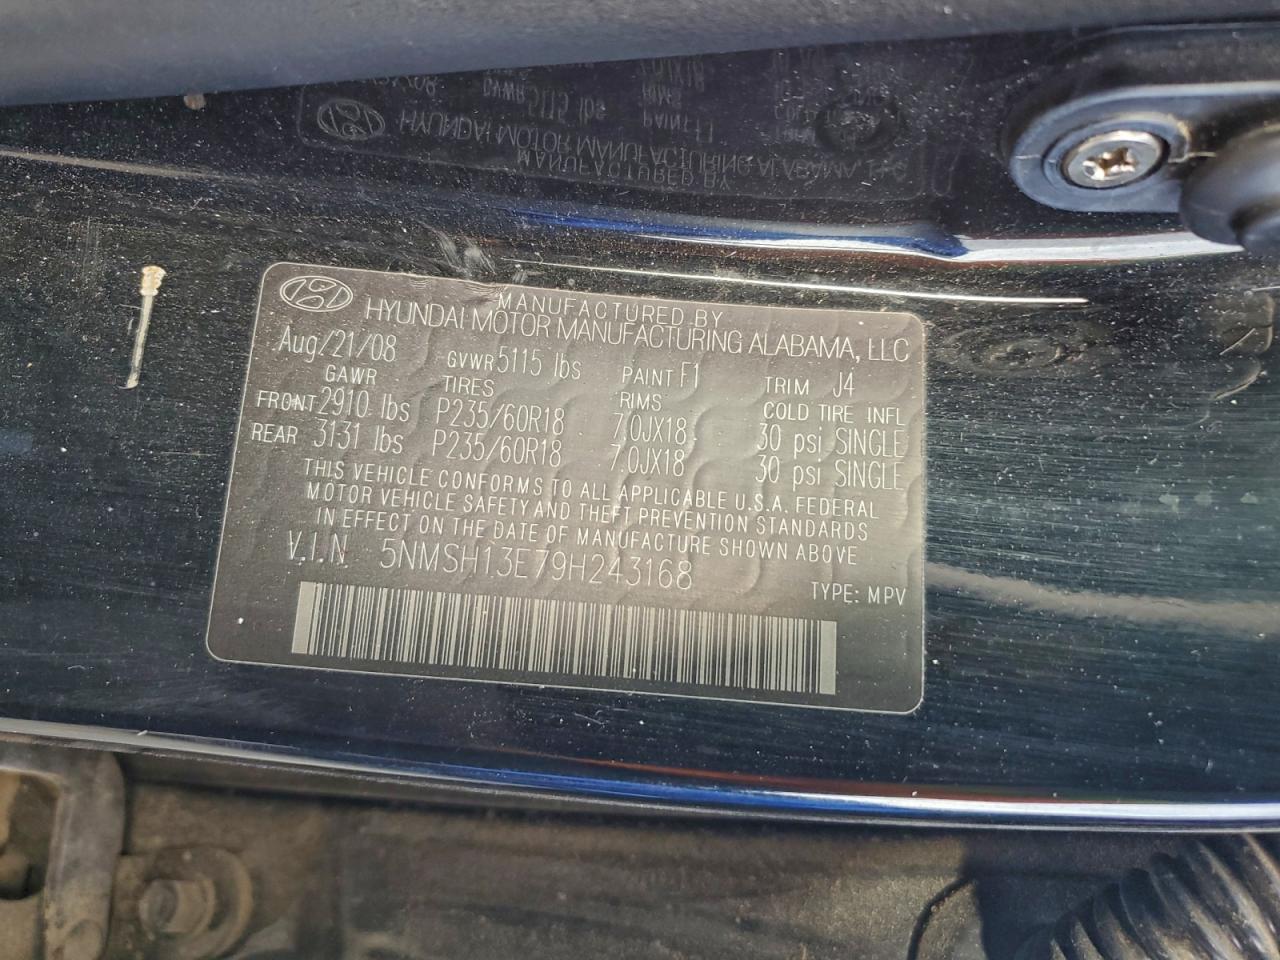 MANUFACTURED BY
HYUNDAI MOTOR MANUFACTURING ALABAMA, LLC
Aug/21/08 GVWR 5115 lbs PAINT F1 TRIM J4
GAWR TIRES RIMS COLD TIRE INFL
FRONT 2910 lbs P235/60R18 7.0JX18 30 psi SINGLE
REAR 3131 lbs P235/60R18 7.0JX18 30 psi SINGLE
THIS VEHICLE CONFORMS TO ALL APPLICABLE U.S.A. FEDERAL
MOTOR VEHICLE SAFETY AND THEFT PREVENTION STANDARDS
IN EFFECT ON THE DATE OF MANUFACTURE SHOWN ABOVE
V.I.N 5NMSH13E79H243168
TYPE: MPV